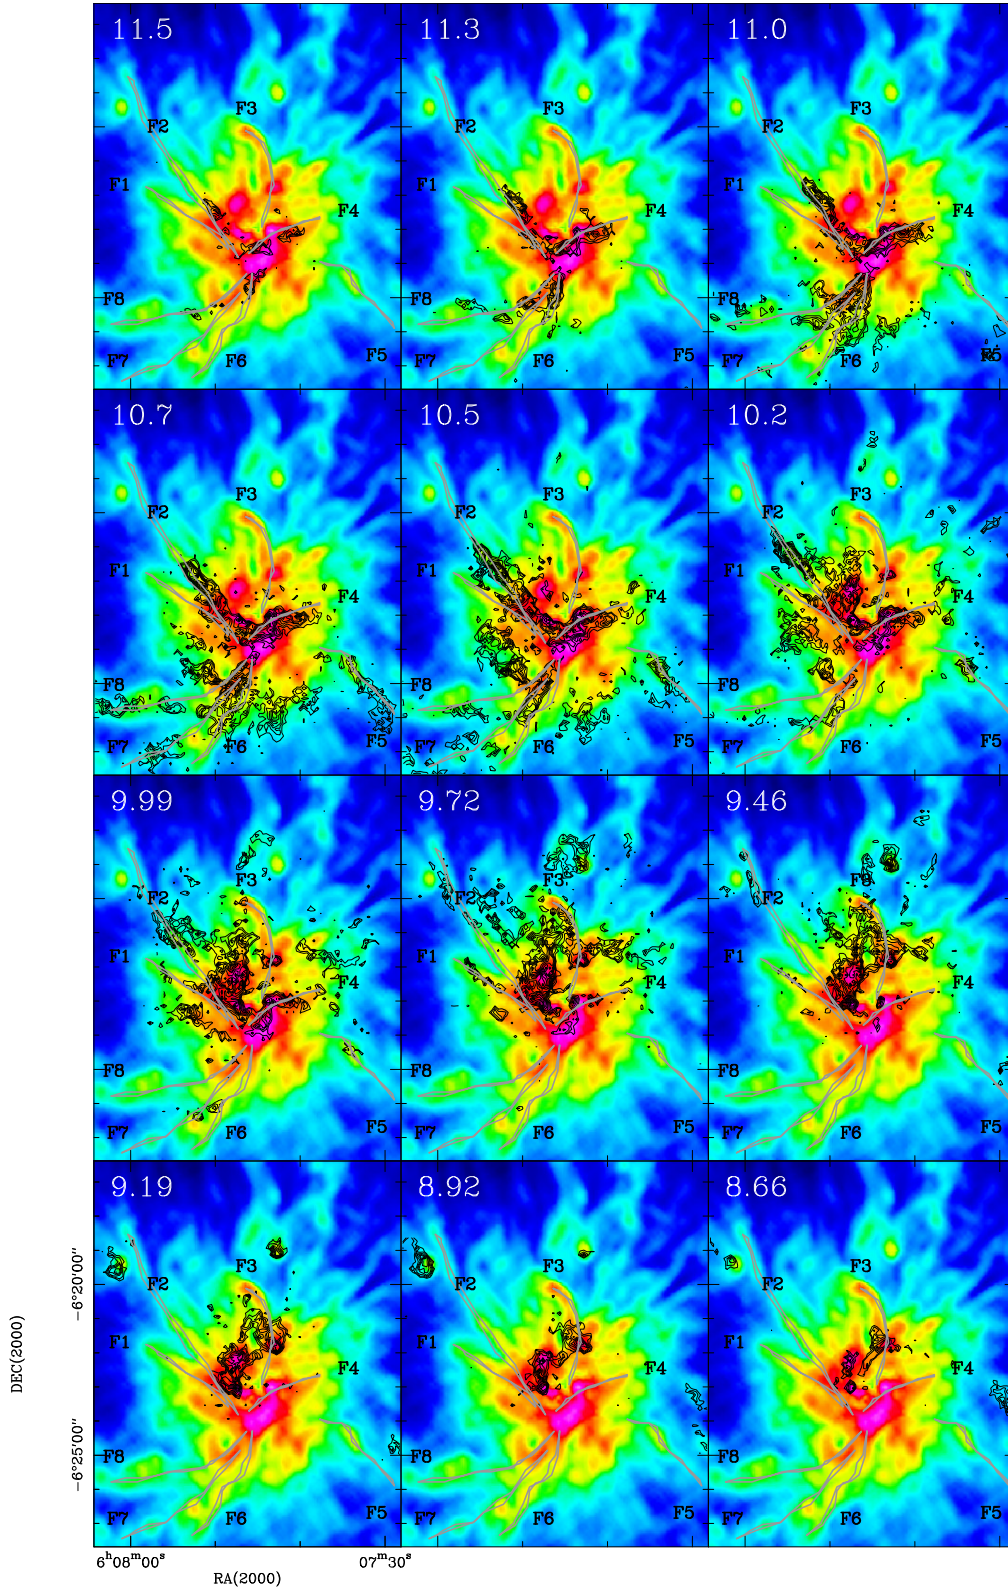 11.5 11.3 11.0
F3 F3 F3
F2 F2 F2
F1 F1 F1
F4 F4 F4
F8 F8 F8
F7 F6 F5 F7 F6 F5 F7 F6 F5
10.7 10.5 10.2
F3 F3 F3
F2 F2 F2
F1 F1 F1
F4 F4 F4
F8 F8 F8
F7 F6 F5 F7 F6 F5 F7 F6 F5
9.99 9.72 9.46
F3 F3 F3
F2 F2 F2
F1 F1 F1
F4 F4 F4
F8 F8 F8
F7 F6 F5 F7 F6 F5 F7 F6 F5
9.19 8.92 8.66
F3 F3 F3
F2 F2 F2
F1 F1 F1
F4 F4 F4
F8 F8 F8
F7 F6 F5 F7 F6 F5 F7 F6 F5
−6°20′00″
−6°25′00″
DEC(2000)
6ʰ08ᵐ00ˢ 07ᵐ30ˢ
RA(2000)